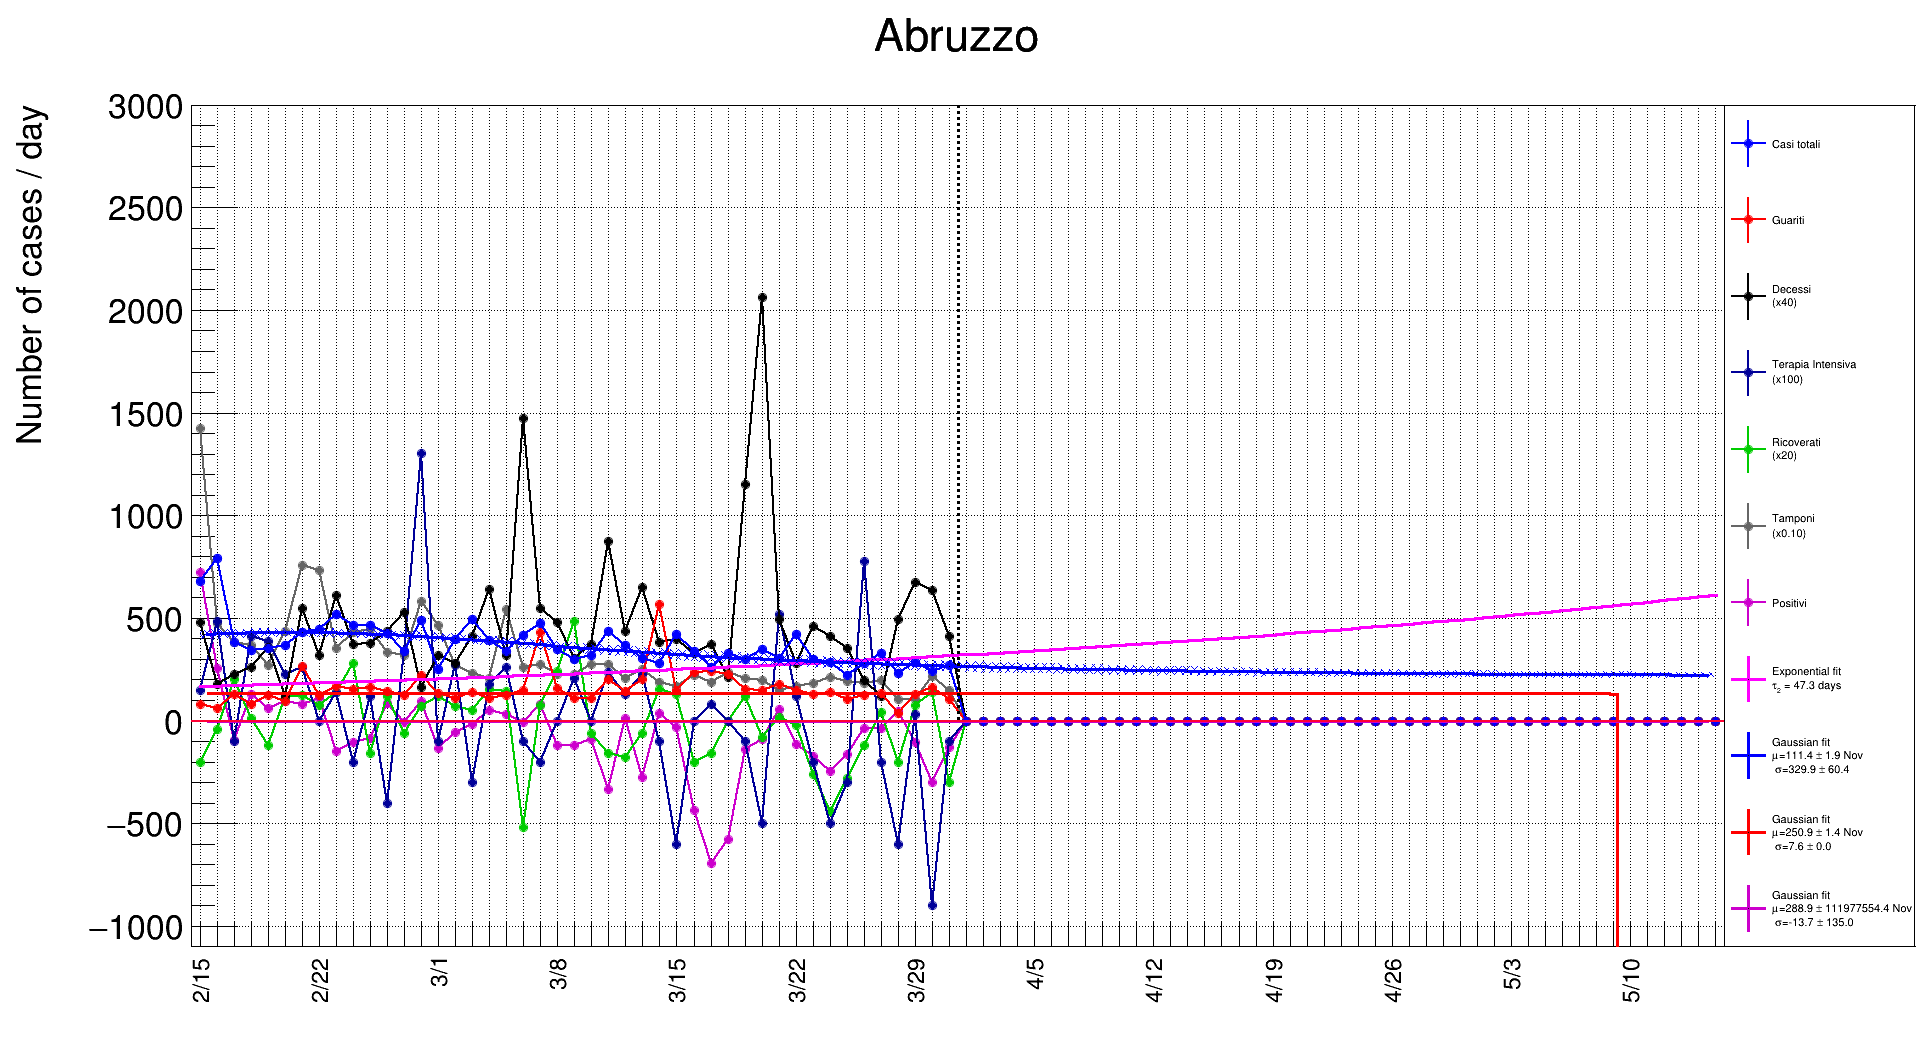 Abruzzo
Number of cases / day
3000
2500
2000
1500
1000
500
0
−500
−1000
2/15
2/22
3/1
3/8
3/15
3/22
3/29
4/5
4/12
4/19
4/26
5/3
5/10
Casi totali
Guariti
Decessi
(x40)
Terapia Intensiva
(x100)
Ricoverati
(x20)
Tamponi
(x0.10)
Positivi
Exponential fit
τ₂ = 47.3 days
Gaussian fit
μ=111.4 ± 1.9 Nov
σ=329.9 ± 60.4
Gaussian fit
μ=250.9 ± 1.4 Nov
σ=7.6 ± 0.0
Gaussian fit
μ=288.9 ± 111977554.4 Nov
σ=-13.7 ± 135.0